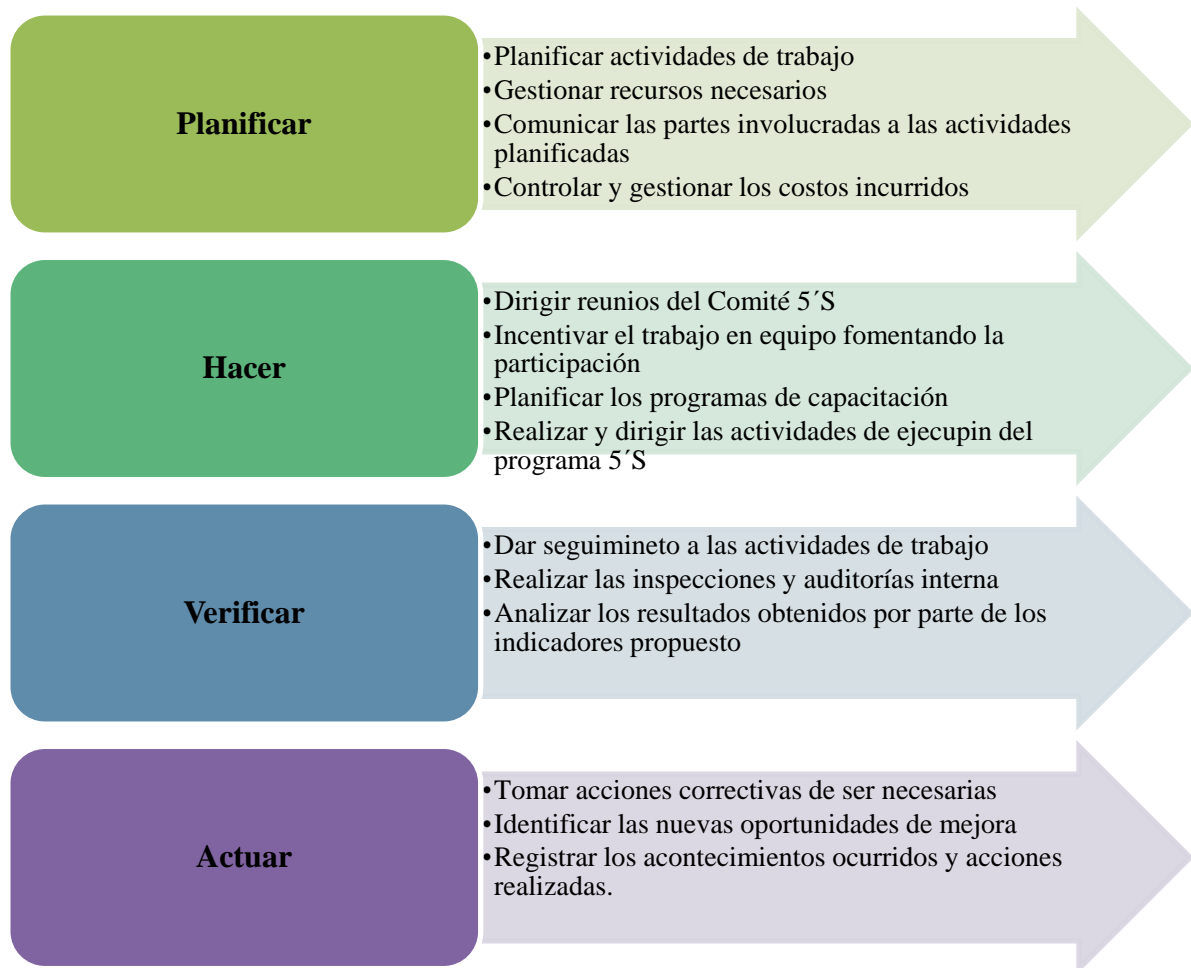 Planificar
•Planificar actividades de trabajo
•Gestionar recursos necesarios
•Comunicar las partes involucradas a las actividades
planificadas
•Controlar y gestionar los costos incurridos
Hacer
•Dirigir reunios del Comité 5´S
•Incentivar el trabajo en equipo fomentando la
participación
•Planificar los programas de capacitación
•Realizar y dirigir las actividades de ejecupin del
programa 5´S
Verificar
•Dar seguimineto a las actividades de trabajo
•Realizar las inspecciones y auditorías interna
•Analizar los resultados obtenidos por parte de los
indicadores propuesto
Actuar
•Tomar acciones correctivas de ser necesarias
•Identificar las nuevas oportunidades de mejora
•Registrar los acontecimientos ocurridos y acciones
realizadas.